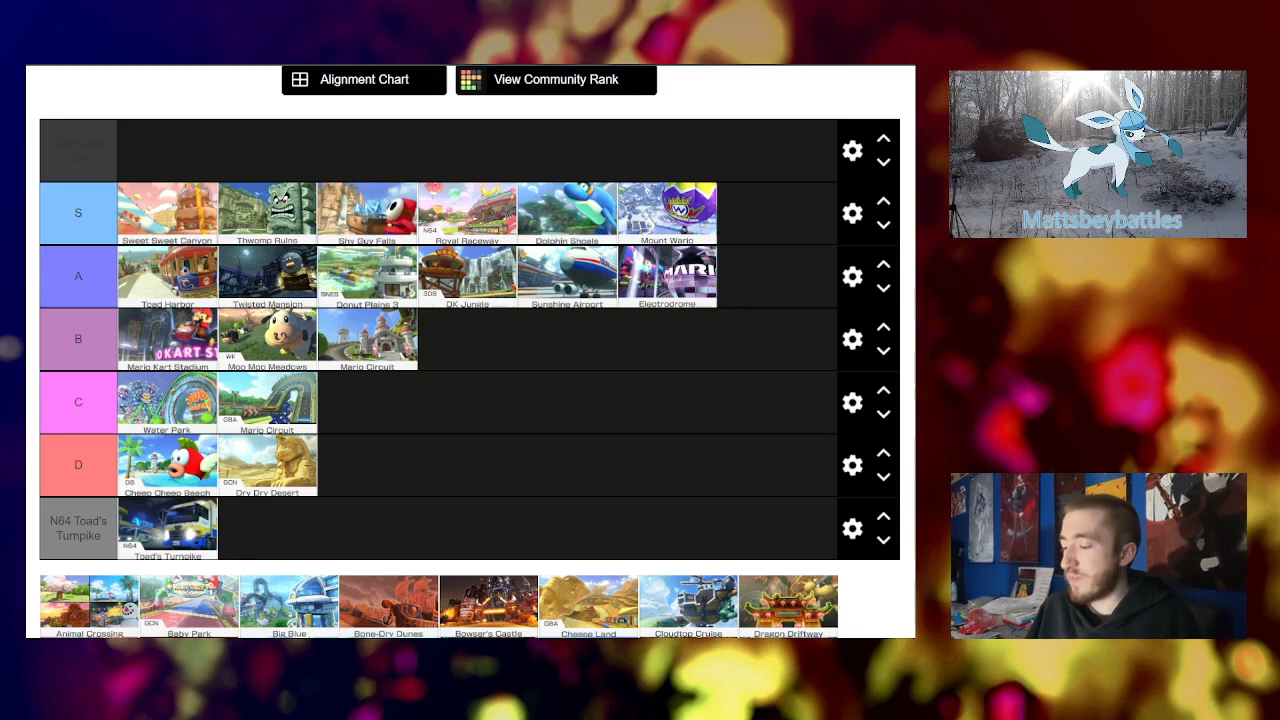 Alignment Chart
View Community Rank
S
Sweet Sweet Canyon
Thwomp Ruins
Shy Guy Falls
N64
Royal Raceway
Dolphin Shoals
Mount Wario
A
Toad Harbor
Twisted Mansion
SNES
Donut Plains 3
3DS
DK Jungle
Sunshine Airport
MARI
Electrodrome
B
KART ST
Mario Kart Stadium
Wii
Moo Moo Meadows
Mario Circuit
C
Water Park
GBA
Mario Circuit
D
DS
Cheep Cheep Beach
GCN
Dry Dry Desert
N64 Toad's
Turnpike
N64
Toad's Turnpike
Animal Crossing
GCN
Baby Park
Big Blue
Bone-Dry Dunes
Bowser's Castle
GBA
Cheese Land
Cloudtop Cruise
Dragon Driftway
Mattsbeybattles